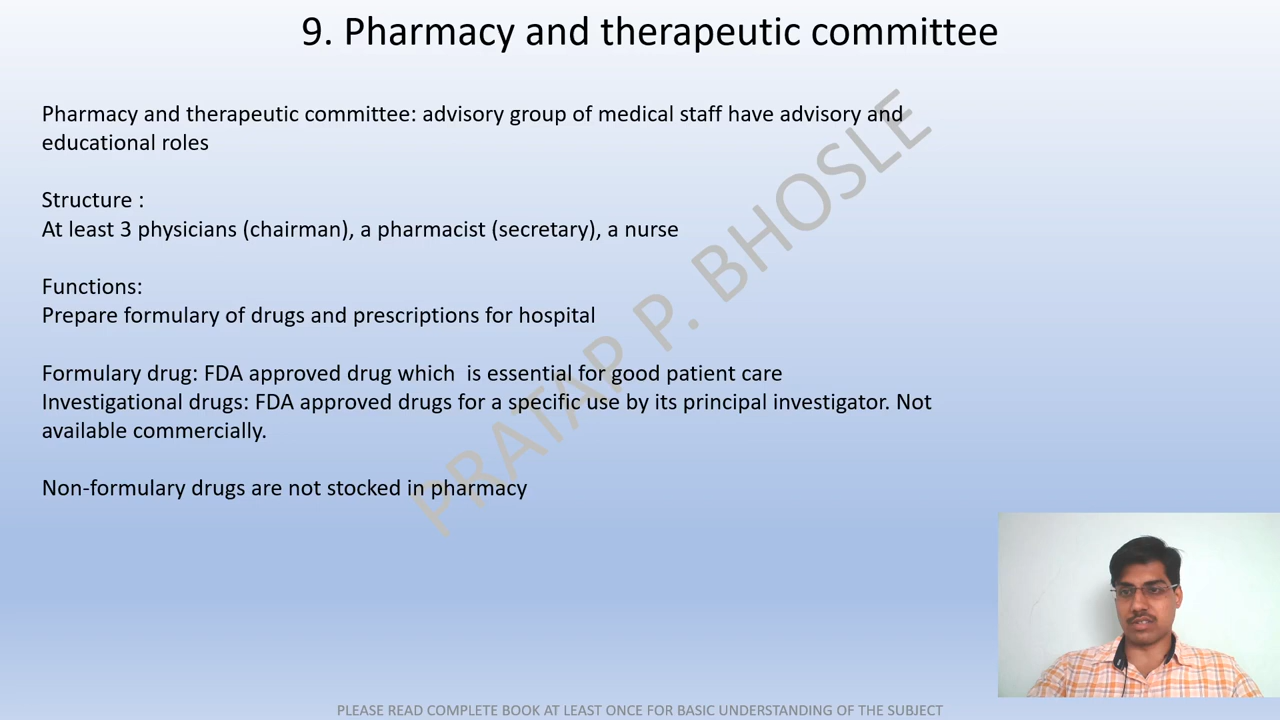 9. Pharmacy and therapeutic committee
Pharmacy and therapeutic committee: advisory group of medical staff have advisory and
educational roles
Structure :
At least 3 physicians (chairman), a pharmacist (secretary), a nurse
Functions:
Prepare formulary of drugs and prescriptions for hospital
Formulary drug: FDA approved drug which  is essential for good patient care
Investigational drugs: FDA approved drugs for a specific use by its principal investigator. Not
available commercially.
Non-formulary drugs are not stocked in pharmacy
PRATAP P. BHOSLE
PLEASE READ COMPLETE BOOK AT LEAST ONCE FOR BASIC UNDERSTANDING OF THE SUBJECT